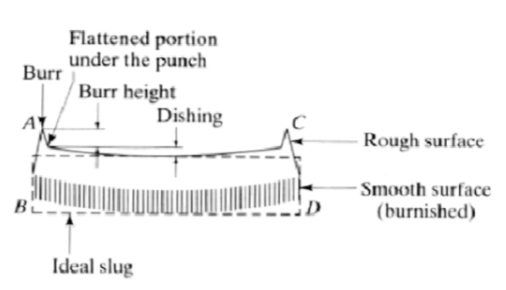 Flattened portion
under the punch
Burr
Burr height
Dishing
A
C
Rough surface
Smooth surface
(burnished)
B
D
Ideal slug